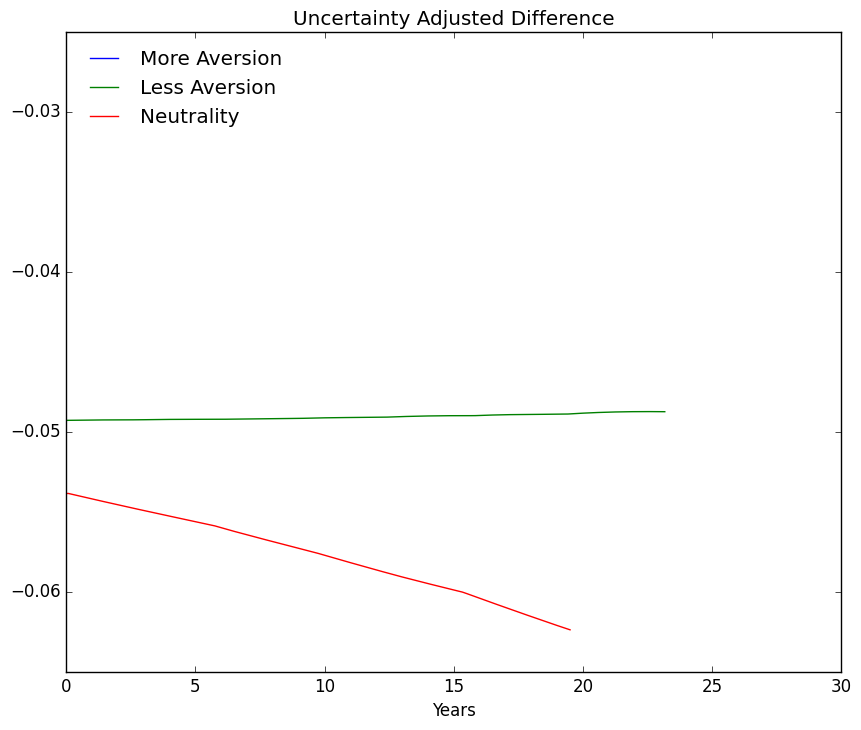 Uncertainty Adjusted Difference
More Aversion
Less Aversion
Neutrality
−0.03
−0.04
−0.05
−0.06
0 5 10 15 20 25 30
Years